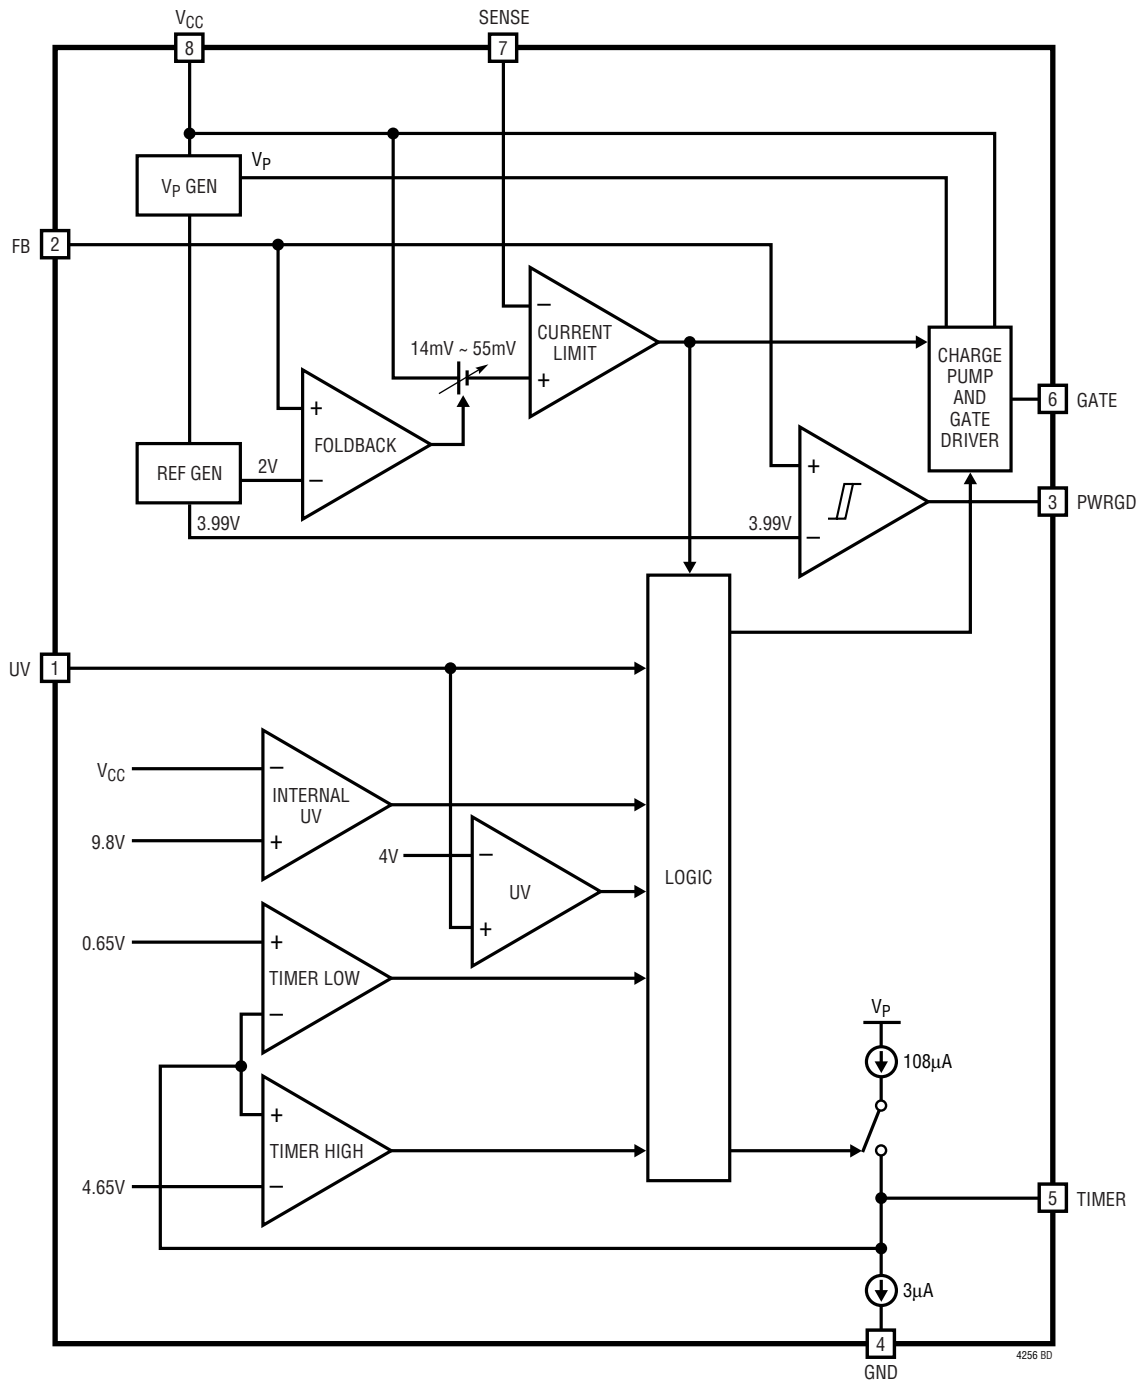 VCC
SENSE
8
7
VP
VP GEN
FB
2
CURRENT
LIMIT
–
+
14mV ~ 55mV
CHARGE
PUMP
AND
GATE
DRIVER
6
GATE
+
FOLDBACK
–
REF GEN
2V
3.99V
3.99V
+
–
3
PWRGD
UV
1
VCC
–
INTERNAL
UV
9.8V
+
4V
–
UV
+
LOGIC
0.65V
+
TIMER LOW
–
VP
108µA
+
TIMER HIGH
4.65V
–
5
TIMER
3µA
4
GND
4256 BD